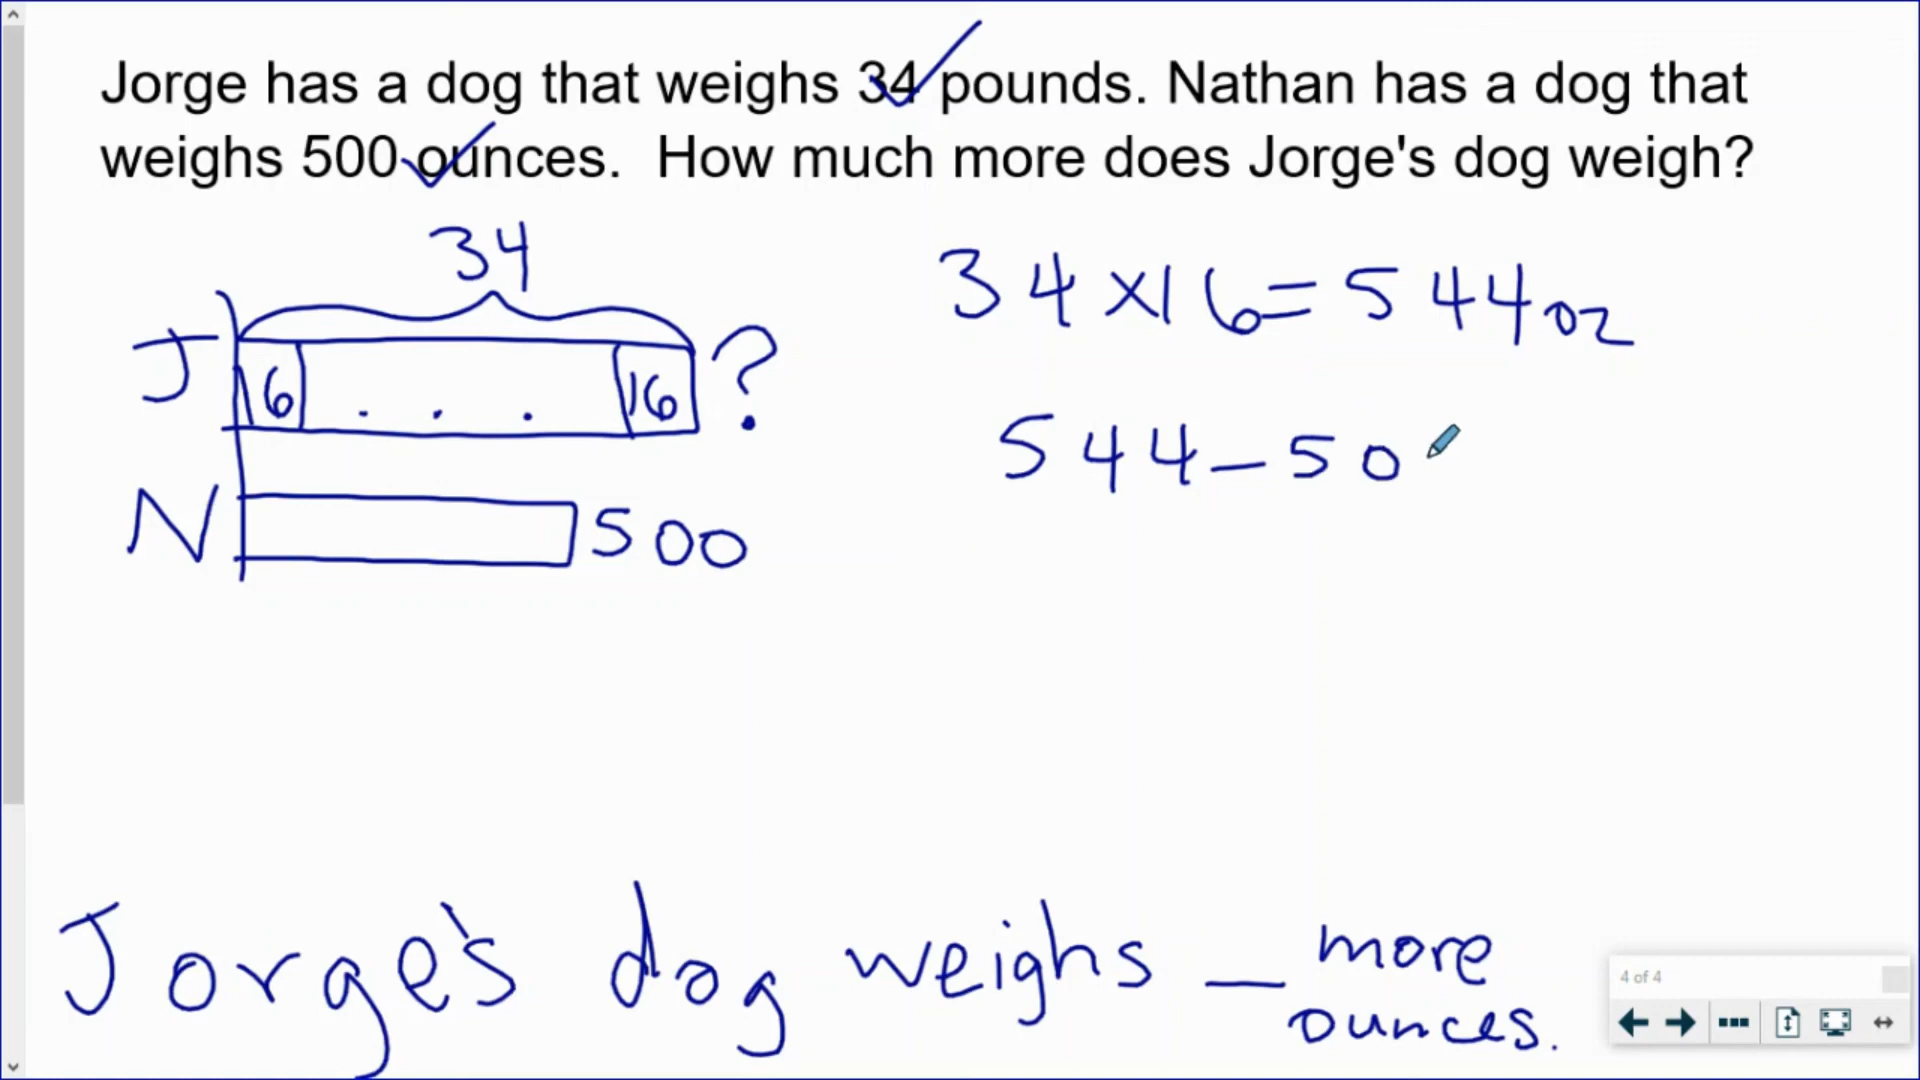 Jorge has a dog that weighs 34 pounds. Nathan has a dog that
weighs 500 ounces. How much more does Jorge's dog weigh?
34
34 x 16 = 544 oz
J 16 . . . 16 ?
544 - 50
N 500
Jorge's dog weighs _ more
ounces.
4 of 4